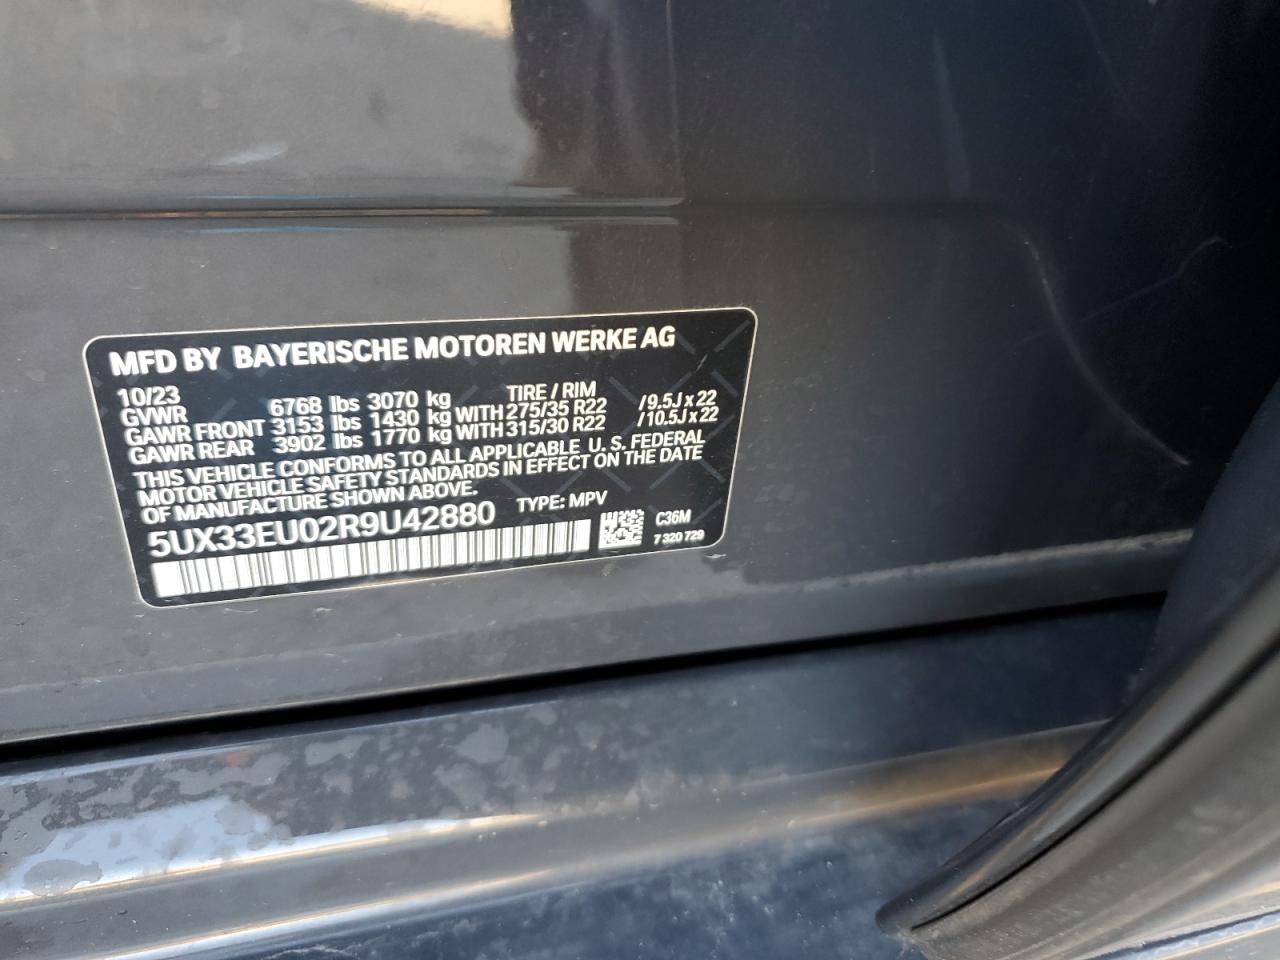 MFD BY BAYERISCHE MOTOREN WERKE AG
10/23 TIRE / RIM
GVWR 6768 lbs 3070 kg
GAWR FRONT 3153 lbs 1430 kg WITH 275/35 R22 /9.5J x 22
GAWR REAR 3902 lbs 1770 kg WITH 315/30 R22 /10.5J x 22
THIS VEHICLE CONFORMS TO ALL APPLICABLE U. S. FEDERAL
MOTOR VEHICLE SAFETY STANDARDS IN EFFECT ON THE DATE
OF MANUFACTURE SHOWN ABOVE.
5UX33EU02R9U42880 TYPE: MPV
C36M
7 320 729